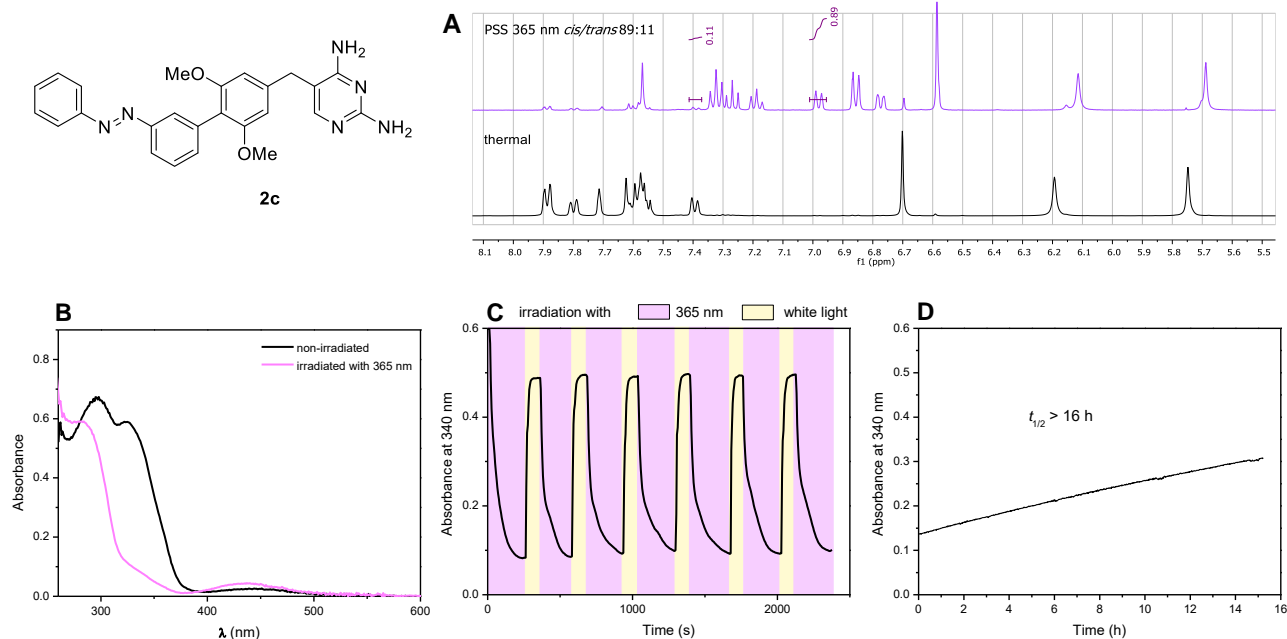 NH₂
MeO
N
N
N
N
NH₂
OMe
2c
A
PSS 365 nm cis/trans 89:11
0.11
0.89
thermal
8.1 8.0 7.9 7.8 7.7 7.6 7.5 7.4 7.3 7.2 7.1 7.0 6.9 6.8 6.7 6.6 6.5 6.4 6.3 6.2 6.1 6.0 5.9 5.8 5.7 5.6 5.5
f1 (ppm)
B
non-irradiated
irradiated with 365 nm
0.8
0.6
0.4
0.2
0.0
Absorbance
300 400 500 600
λ (nm)
C irradiation with 365 nm white light
0.6
0.4
0.2
0.0
Absorbance at 340 nm
0 1000 2000
Time (s)
D
0.6
0.5
0.4
0.3
0.2
0.1
0.0
Absorbance at 340 nm
t1/2 > 16 h
0 2 4 6 8 10 12 14 16
Time (h)